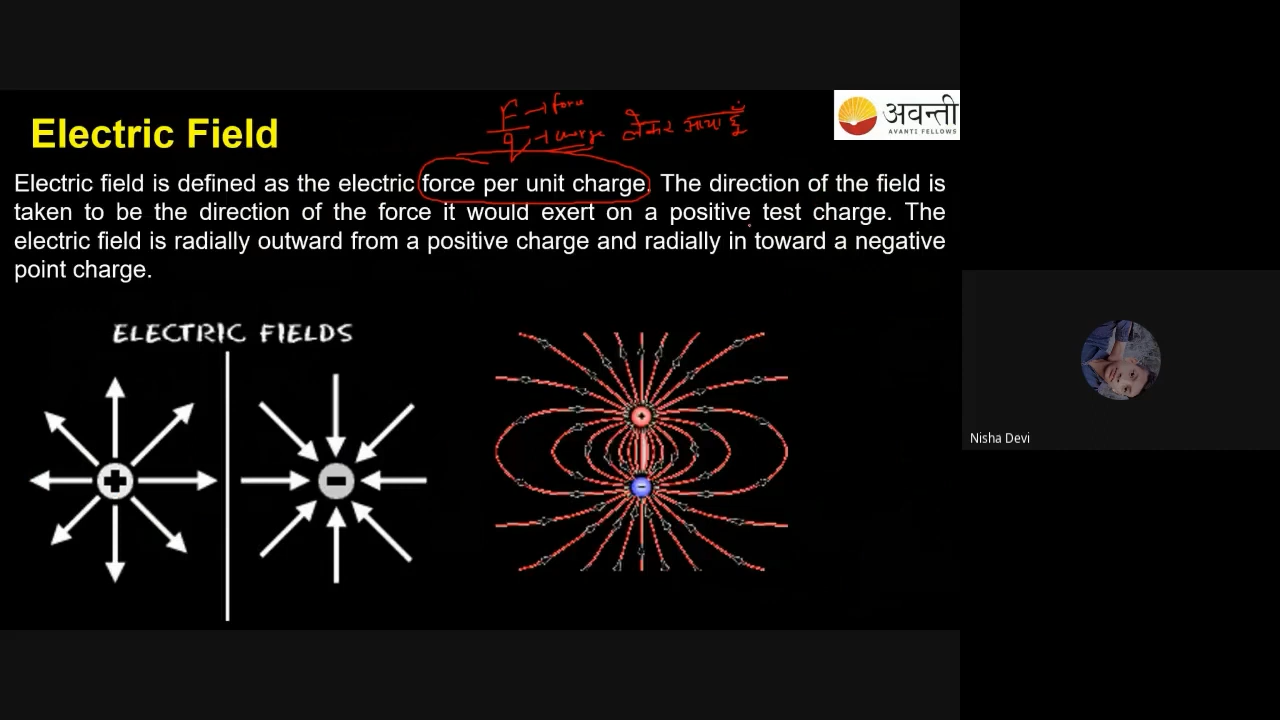 F → force
q → charge लेकर आया हूँ
अवन्ती
AVANTI FELLOWS
Electric Field
Electric field is defined as the electric force per unit charge. The direction of the field is
taken to be the direction of the force it would exert on a positive test charge. The
electric field is radially outward from a positive charge and radially in toward a negative
point charge.
ELECTRIC FIELDS
+
-
+
-
Nisha Devi